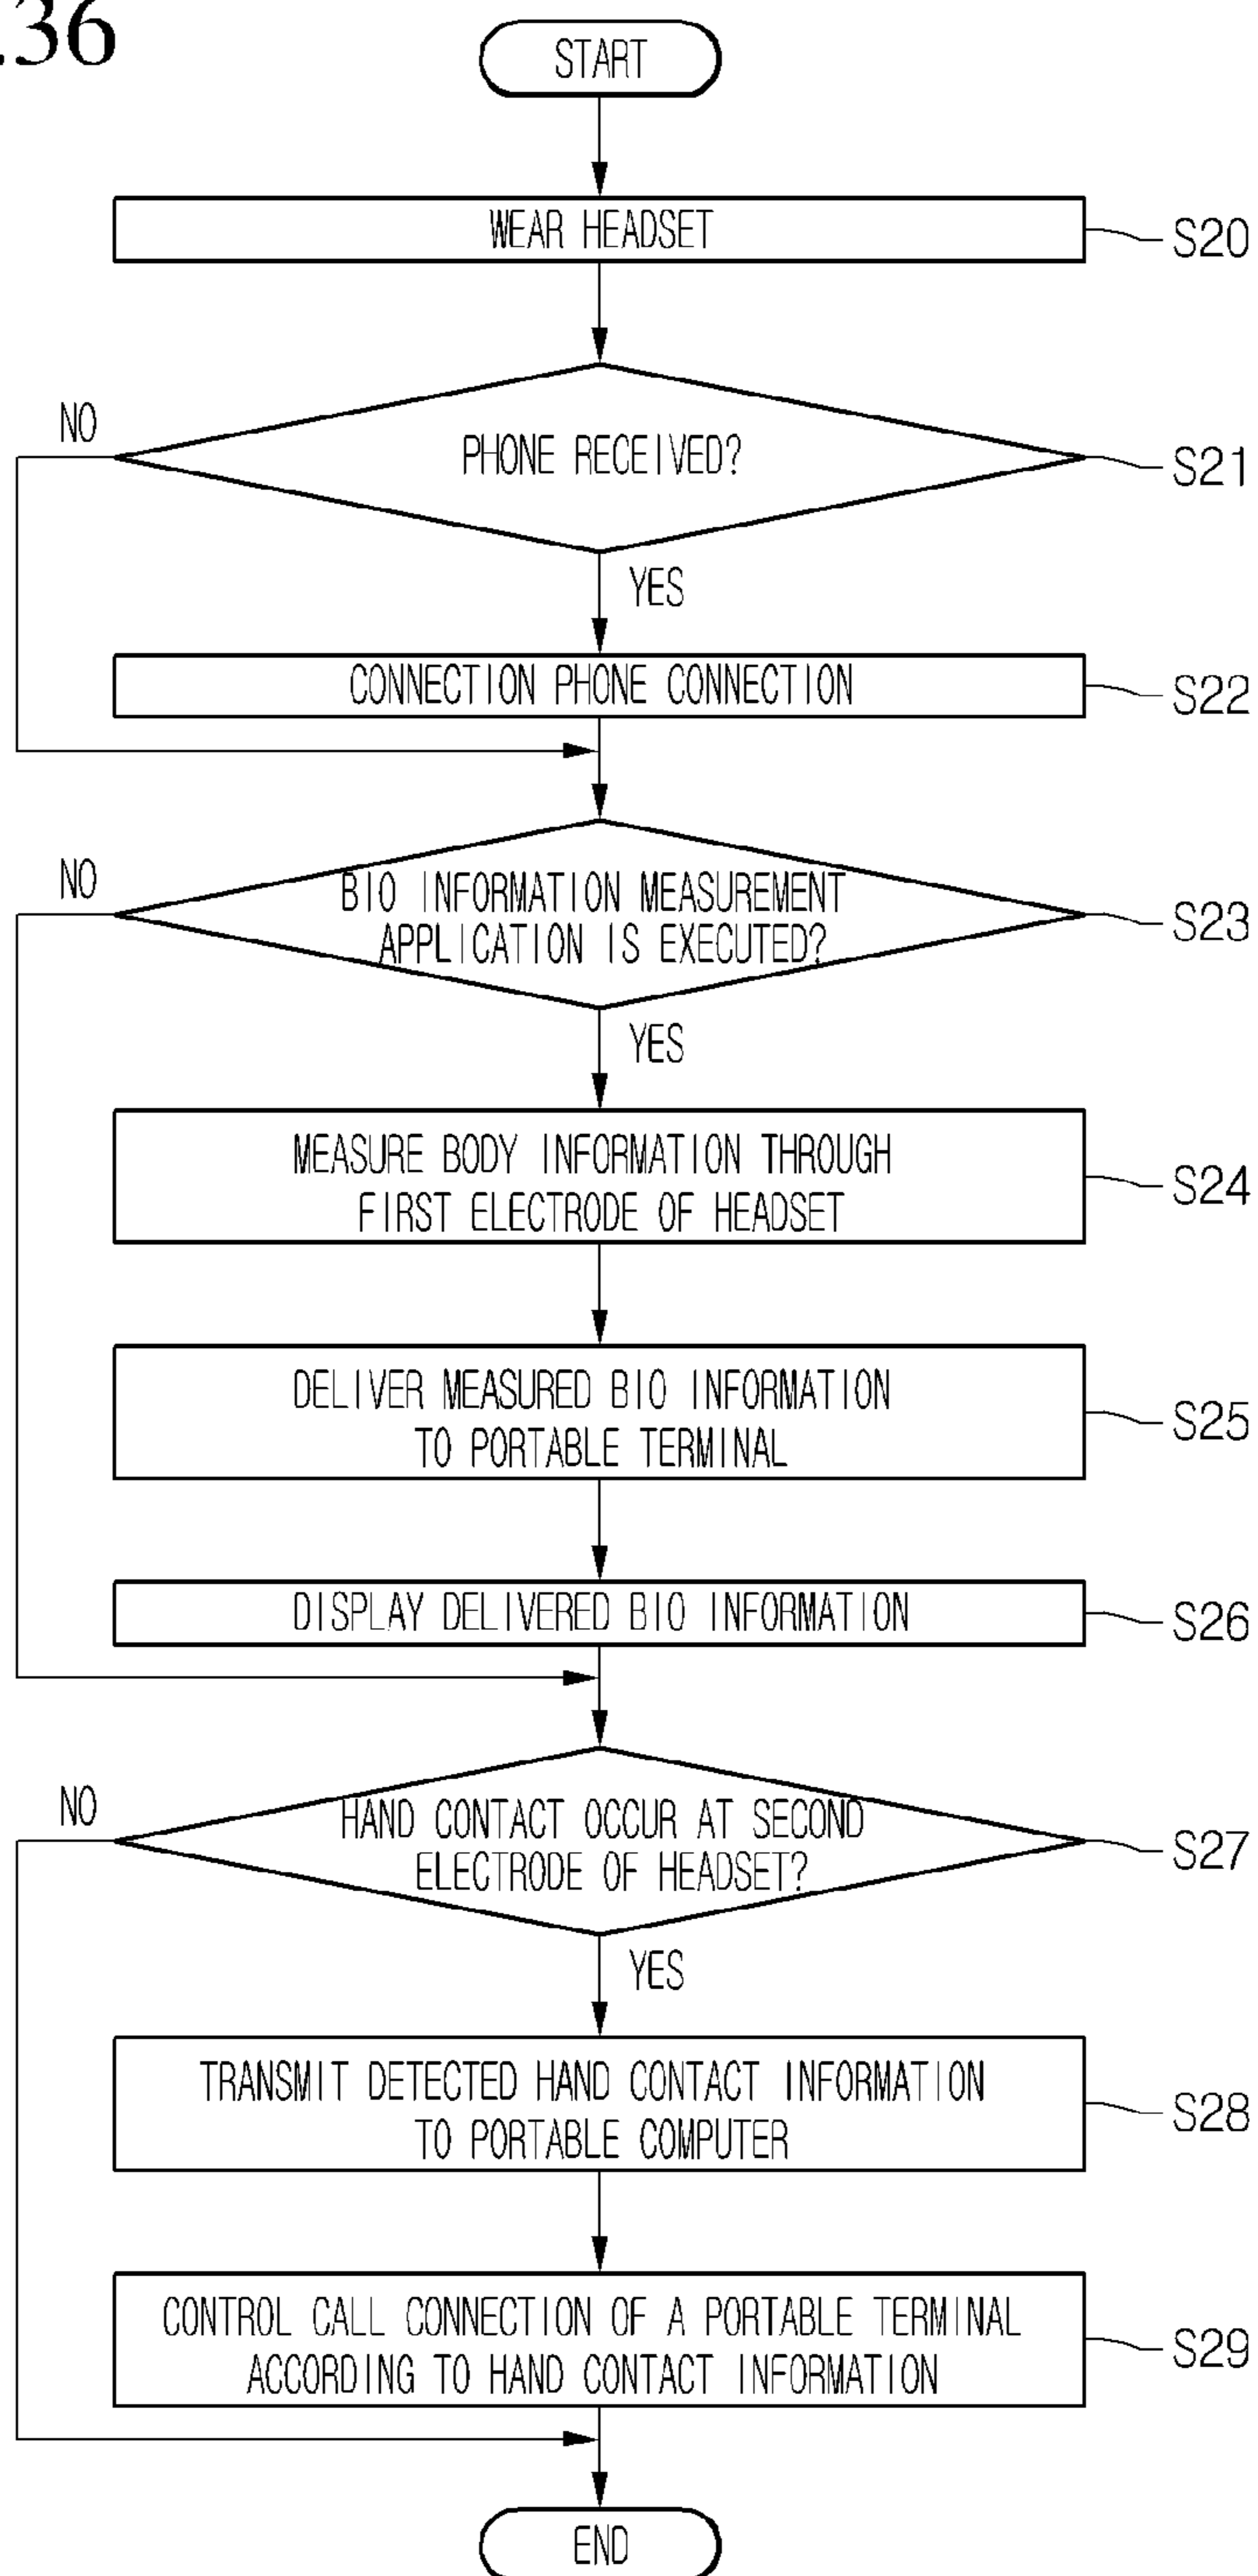 .36
START
WEAR HEADSET
S20
NO
PHONE RECEIVED?
S21
YES
CONNECTION PHONE CONNECTION
S22
NO
BIO INFORMATION MEASUREMENT
APPLICATION IS EXECUTED?
S23
YES
MEASURE BODY INFORMATION THROUGH
FIRST ELECTRODE OF HEADSET
S24
DELIVER MEASURED BIO INFORMATION
TO PORTABLE TERMINAL
S25
DISPLAY DELIVERED BIO INFORMATION
S26
NO
HAND CONTACT OCCUR AT SECOND
ELECTRODE OF HEADSET?
S27
YES
TRANSMIT DETECTED HAND CONTACT INFORMATION
TO PORTABLE COMPUTER
S28
CONTROL CALL CONNECTION OF A PORTABLE TERMINAL
ACCORDING TO HAND CONTACT INFORMATION
S29
END